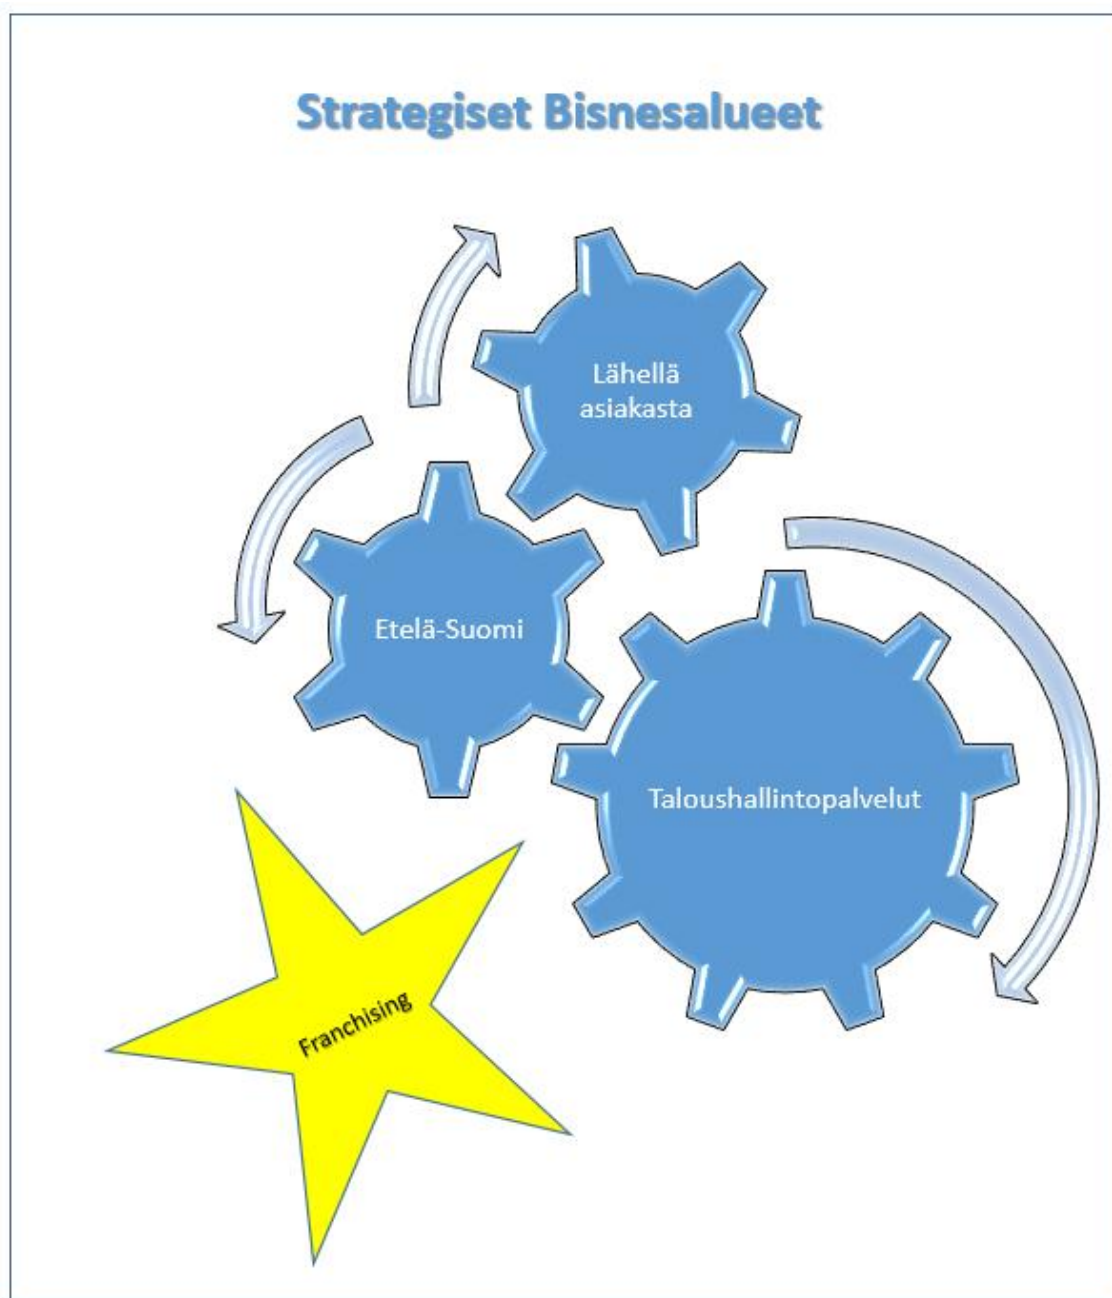 Strategiset Bisnesalueet
Lähellä
asiakasta
Etelä-Suomi
Taloushallintopalvelut
Franchising